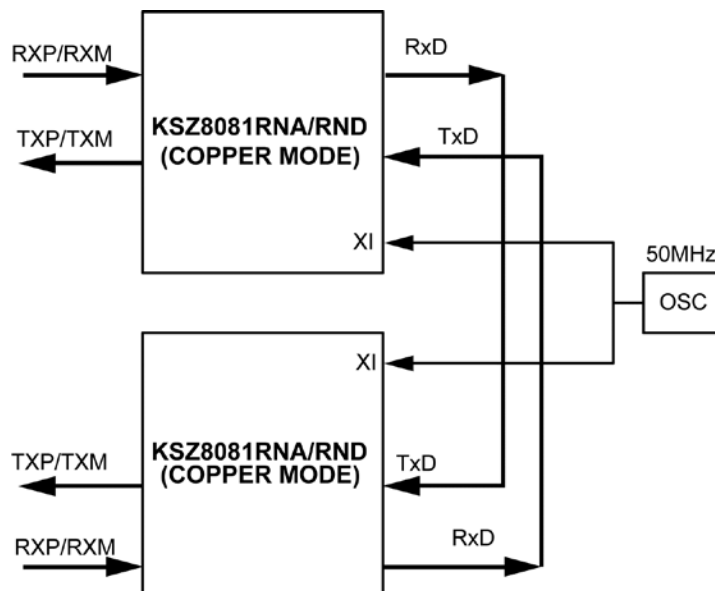 RXP/RXM
RxD
KSZ8081RNA/RND
(COPPER MODE)
TXP/TXM
TxD
XI
50MHz
OSC
XI
KSZ8081RNA/RND
(COPPER MODE)
TXP/TXM
TxD
RXP/RXM
RxD